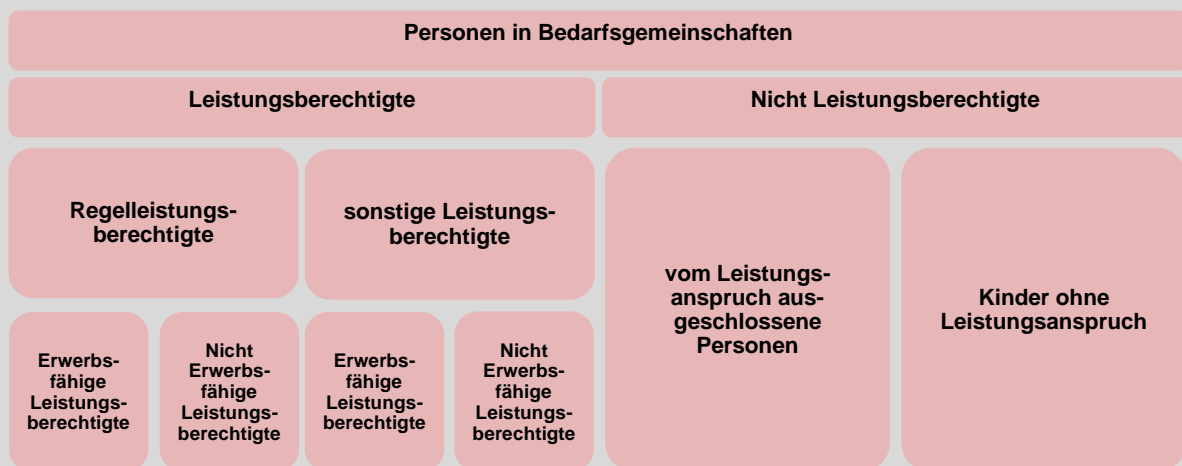 Personen in Bedarfsgemeinschaften
Leistungsberechtigte
Nicht Leistungsberechtigte
Regelleistungs-
berechtigte
sonstige Leistungs-
berechtigte
vom Leistungs-
anspruch aus-
geschlossene
Personen
Kinder ohne
Leistungsanspruch
Erwerbs-
fähige
Leistungs-
berechtigte
Nicht
Erwerbs-
fähige
Leistungs-
berechtigte
Erwerbs-
fähige
Leistungs-
berechtigte
Nicht
Erwerbs-
fähige
Leistungs-
berechtigte